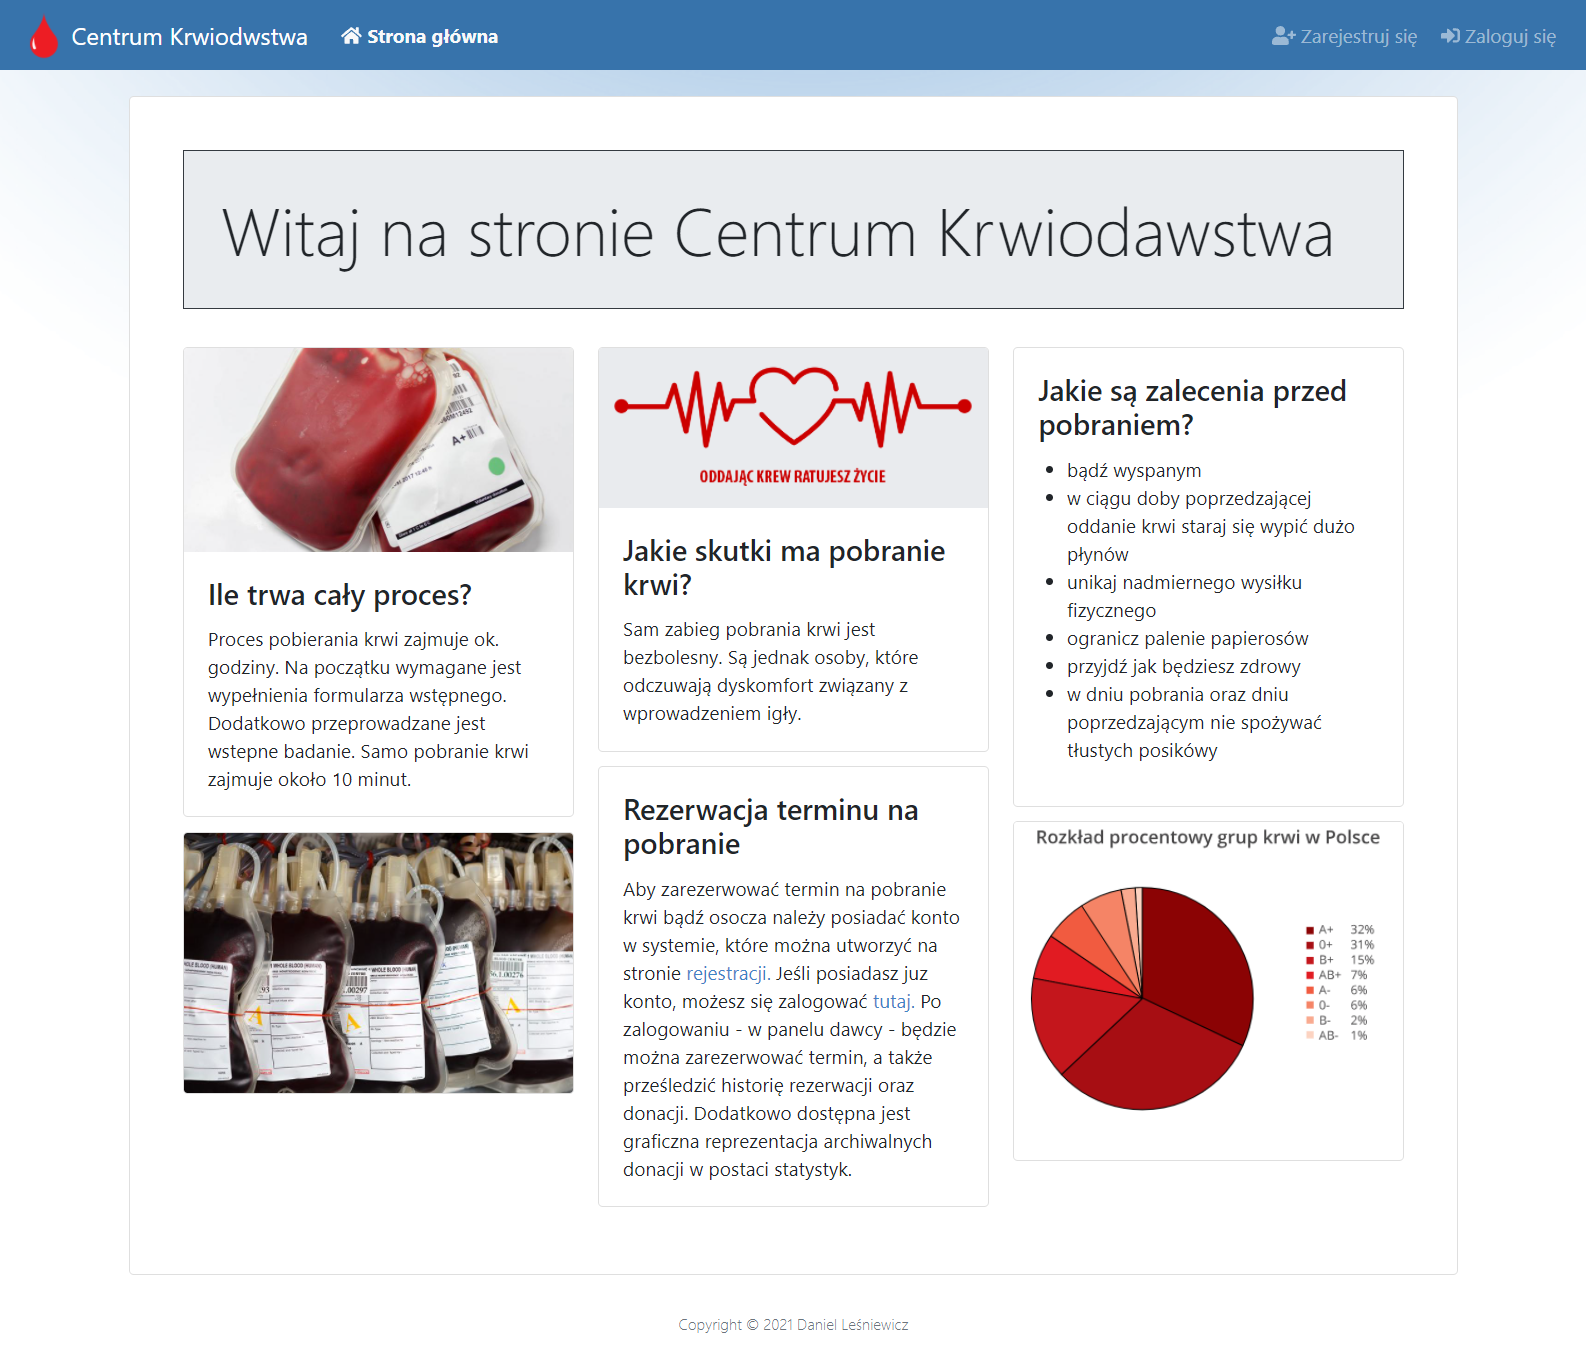 Centrum Krwiodwstwa
Strona główna
Zarejestruj się
Zaloguj się
Witaj na stronie Centrum Krwiodawstwa
A+
Ile trwa cały proces?
Proces pobierania krwi zajmuje ok.
godziny. Na początku wymagane jest
wypełnienia formularza wstępnego.
Dodatkowo przeprowadzane jest
wstepne badanie. Samo pobranie krwi
zajmuje około 10 minut.
ODDAJĄC KREW RATUJESZ ŻYCIE
Jakie skutki ma pobranie
krwi?
Sam zabieg pobrania krwi jest
bezbolesny. Są jednak osoby, które
odczuwają dyskomfort związany z
wprowadzeniem igły.
Rezerwacja terminu na
pobranie
Aby zarezerwować termin na pobranie
krwi bądź osocza należy posiadać konto
w systemie, które można utworzyć na
stronie rejestracji. Jeśli posiadasz juz
konto, możesz się zalogować tutaj. Po
zalogowaniu - w panelu dawcy - będzie
można zarezerwować termin, a także
prześledzić historię rezerwacji oraz
donacji. Dodatkowo dostępna jest
graficzna reprezentacja archiwalnych
donacji w postaci statystyk.
Jakie są zalecenia przed
pobraniem?
bądź wyspanym
w ciągu doby poprzedzającej
oddanie krwi staraj się wypić dużo
płynów
unikaj nadmiernego wysiłku
fizycznego
ogranicz palenie papierosów
przyjdź jak będziesz zdrowy
w dniu pobrania oraz dniu
poprzedzającym nie spożywać
tłustych posikówy
Rozkład procentowy grup krwi w Polsce
A+ 32%
0+ 31%
B+ 15%
AB+ 7%
A- 6%
0- 6%
B- 2%
AB- 1%
Copyright © 2021 Daniel Leśniewicz